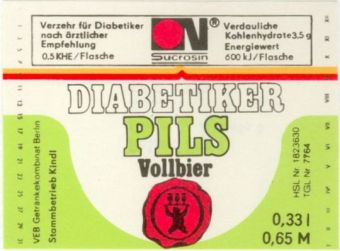 Verzehr für Diabetiker
nach ärztlicher
Empfehlung
0,5 KHE/Flasche
ON
®
Sucrosin
Verdauliche
Kohlenhydrate 3,5 g
Energiewert
600 kJ/Flasche
DIABETIKER
PILS
Vollbier
VEB Getränkekombinat Berlin
Stammbetrieb Kindl
HSL Nr 1823630
TGL Nr 7764
0,33 l
0,65 M